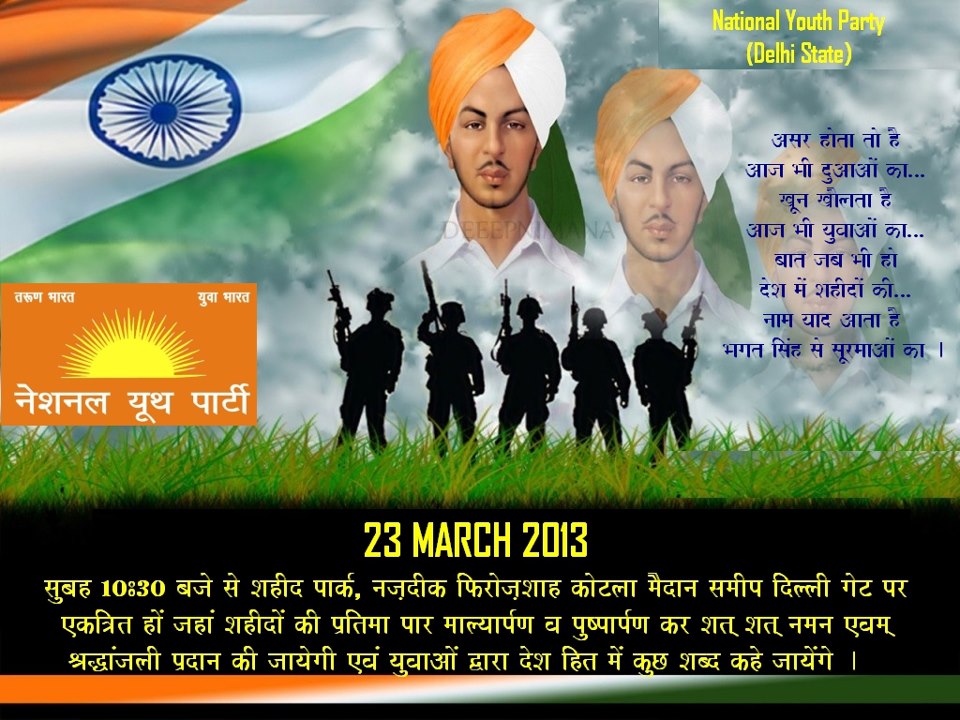 National Youth Party
(Delhi State)
असर होता तो है
आज भी दुआओं का...
खून खौलता है
आज भी युवाओं का...
बात जब भी हो
देश में शहीदों की...
नाम याद आता है
भगत सिंह से सूरमाओं का ।
तरूण भारत युवा भारत
नेशनल यूथ पार्टी
23 MARCH 2013
सुबह 10:30 बजे से शहीद पार्क, नज़दीक फिरोज़शाह कोटला मैदान समीप दिल्ली गेट पर
एकत्रित हों जहां शहीदों की प्रतिमा पार माल्यार्पण व पुष्पार्पण कर शत् शत् नमन एवम्
श्रद्धांजली प्रदान की जायेगी एवं युवाओं द्वारा देश हित में कुछ शब्द कहे जायेंगे ।